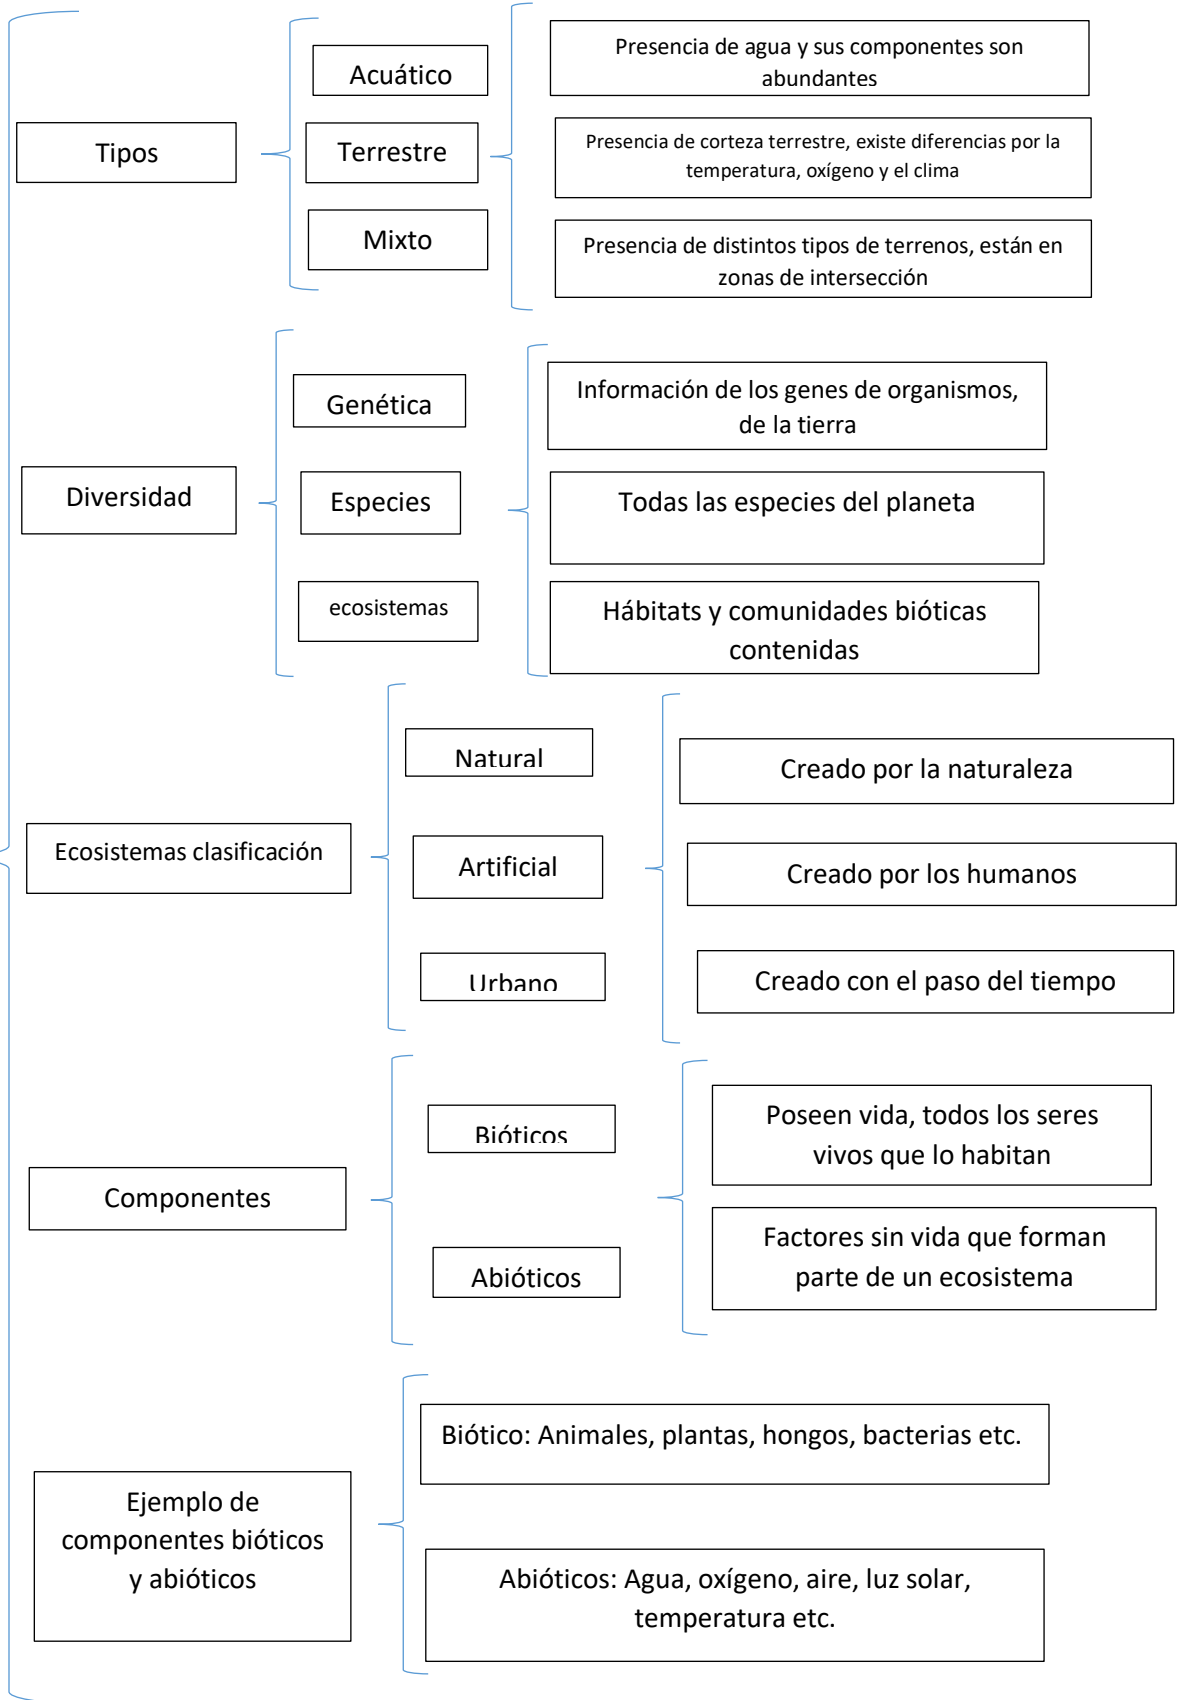 Tipos
Acuático
Terrestre
Mixto
Presencia de agua y sus componentes son
abundantes
Presencia de corteza terrestre, existe diferencias por la
temperatura, oxígeno y el clima
Presencia de distintos tipos de terrenos, están en
zonas de intersección
Diversidad
Genética
Especies
ecosistemas
Información de los genes de organismos,
de la tierra
Todas las especies del planeta
Hábitats y comunidades bióticas
contenidas
Ecosistemas clasificación
Natural
Artificial
Urbano
Creado por la naturaleza
Creado por los humanos
Creado con el paso del tiempo
Componentes
Bióticos
Abióticos
Poseen vida, todos los seres
vivos que lo habitan
Factores sin vida que forman
parte de un ecosistema
Ejemplo de
componentes bióticos
y abióticos
Biótico: Animales, plantas, hongos, bacterias etc.
Abióticos: Agua, oxígeno, aire, luz solar,
temperatura etc.